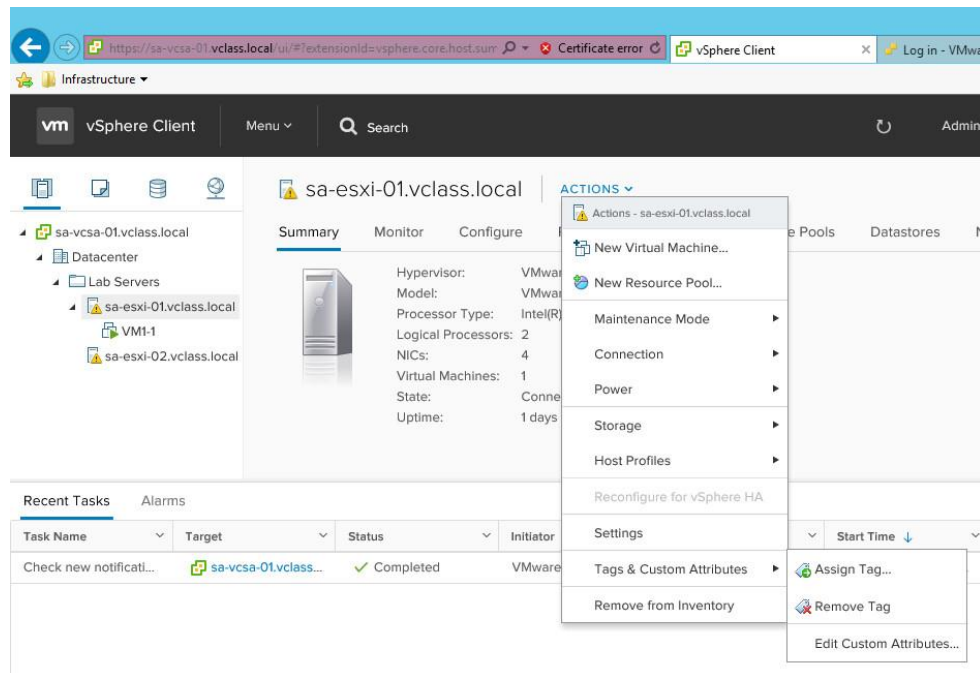 https://sa-vcsa-01.vclass.local/ui/#?extensionId=vsphere.core.host.sum
Certificate error
vSphere Client
Log in - VMwa
Infrastructure
vm vSphere Client Menu Search Admin
sa-esxi-01.vclass.local ACTIONS
Actions - sa-esxi-01.vclass.local
sa-vcsa-01.vclass.local
Datacenter
Lab Servers
sa-esxi-01.vclass.local
VM1-1
sa-esxi-02.vclass.local
Summary Monitor Configure e Pools Datastores
Hypervisor: VMwar
Model: VMwar
Processor Type: Intel(R)
Logical Processors: 2
NICs: 4
Virtual Machines: 1
State: Conne
Uptime: 1 days
New Virtual Machine...
New Resource Pool...
Maintenance Mode
Connection
Power
Storage
Host Profiles
Reconfigure for vSphere HA
Settings
Tags & Custom Attributes
Remove from Inventory
Assign Tag...
Remove Tag
Edit Custom Attributes...
Recent Tasks Alarms
Task Name Target Status Initiator Start Time
Check new notificati... sa-vcsa-01.vclass... Completed VMware